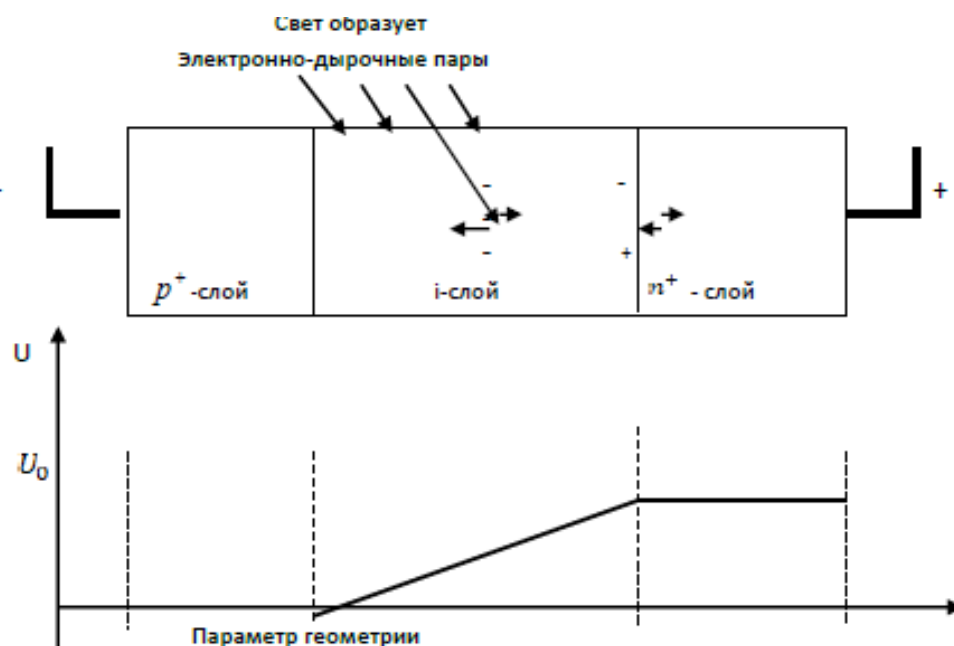 Свет образует
Электронно-дырочные пары
- -
+
-
- +
p⁺ -слой i-слой n⁺ - слой
U
U₀
Параметр геометрии